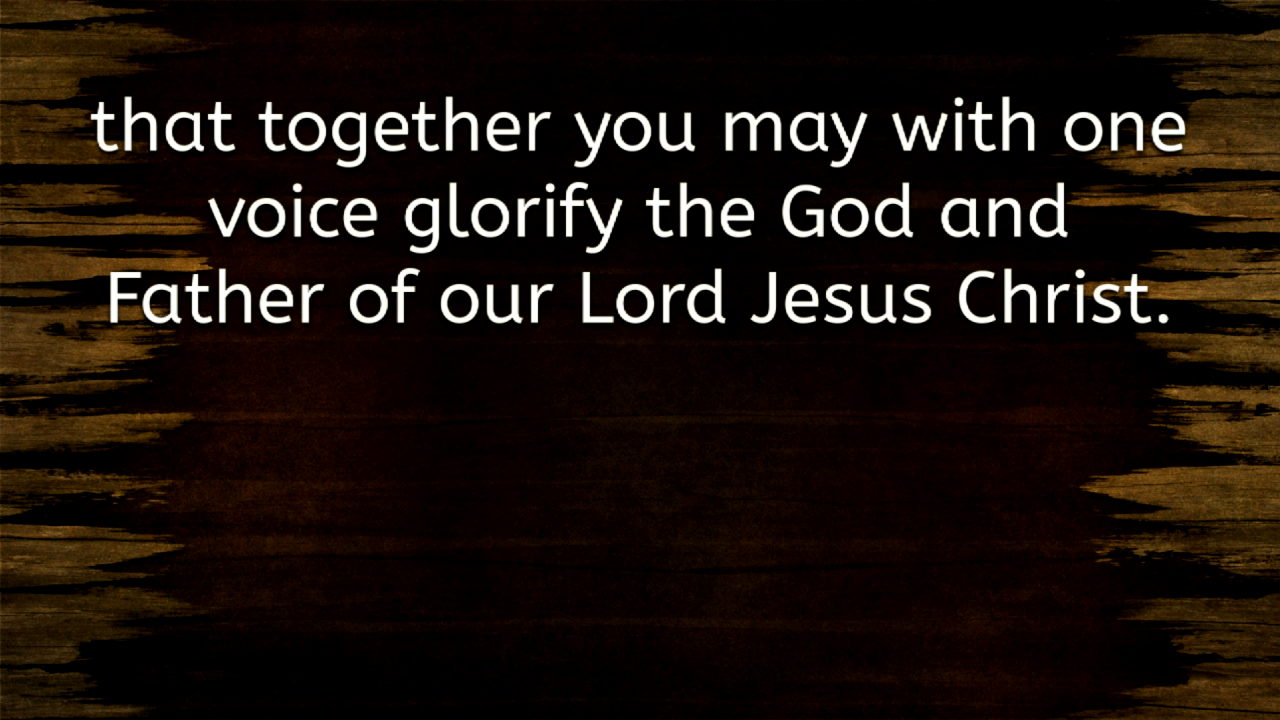 that together you may with one
voice glorify the God and
Father of our Lord Jesus Christ.